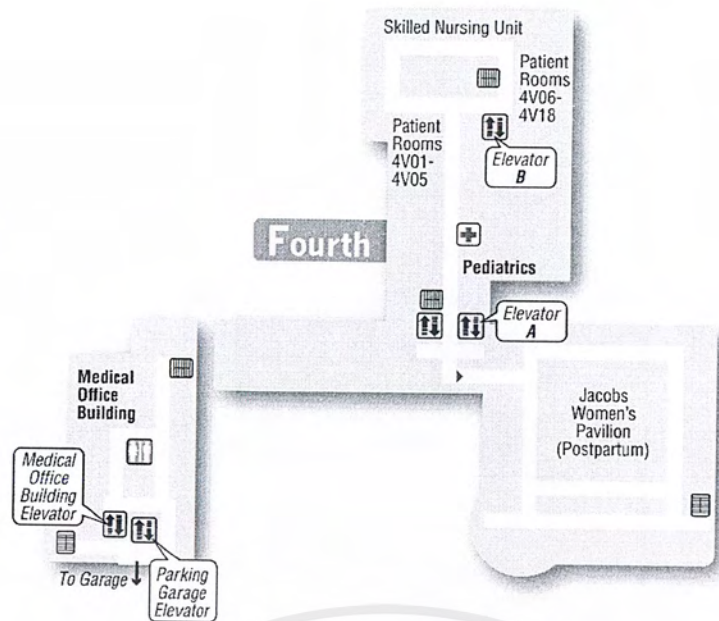 Skilled Nursing Unit
Patient
Rooms
4V06-
4V18
Patient
Rooms
4V01-
4V05
Elevator
B
Fourth
Pediatrics
Elevator
A
Medical
Office
Building
Jacobs
Women's
Pavilion
(Postpartum)
Medical
Office
Building
Elevator
To Garage
Parking
Garage
Elevator